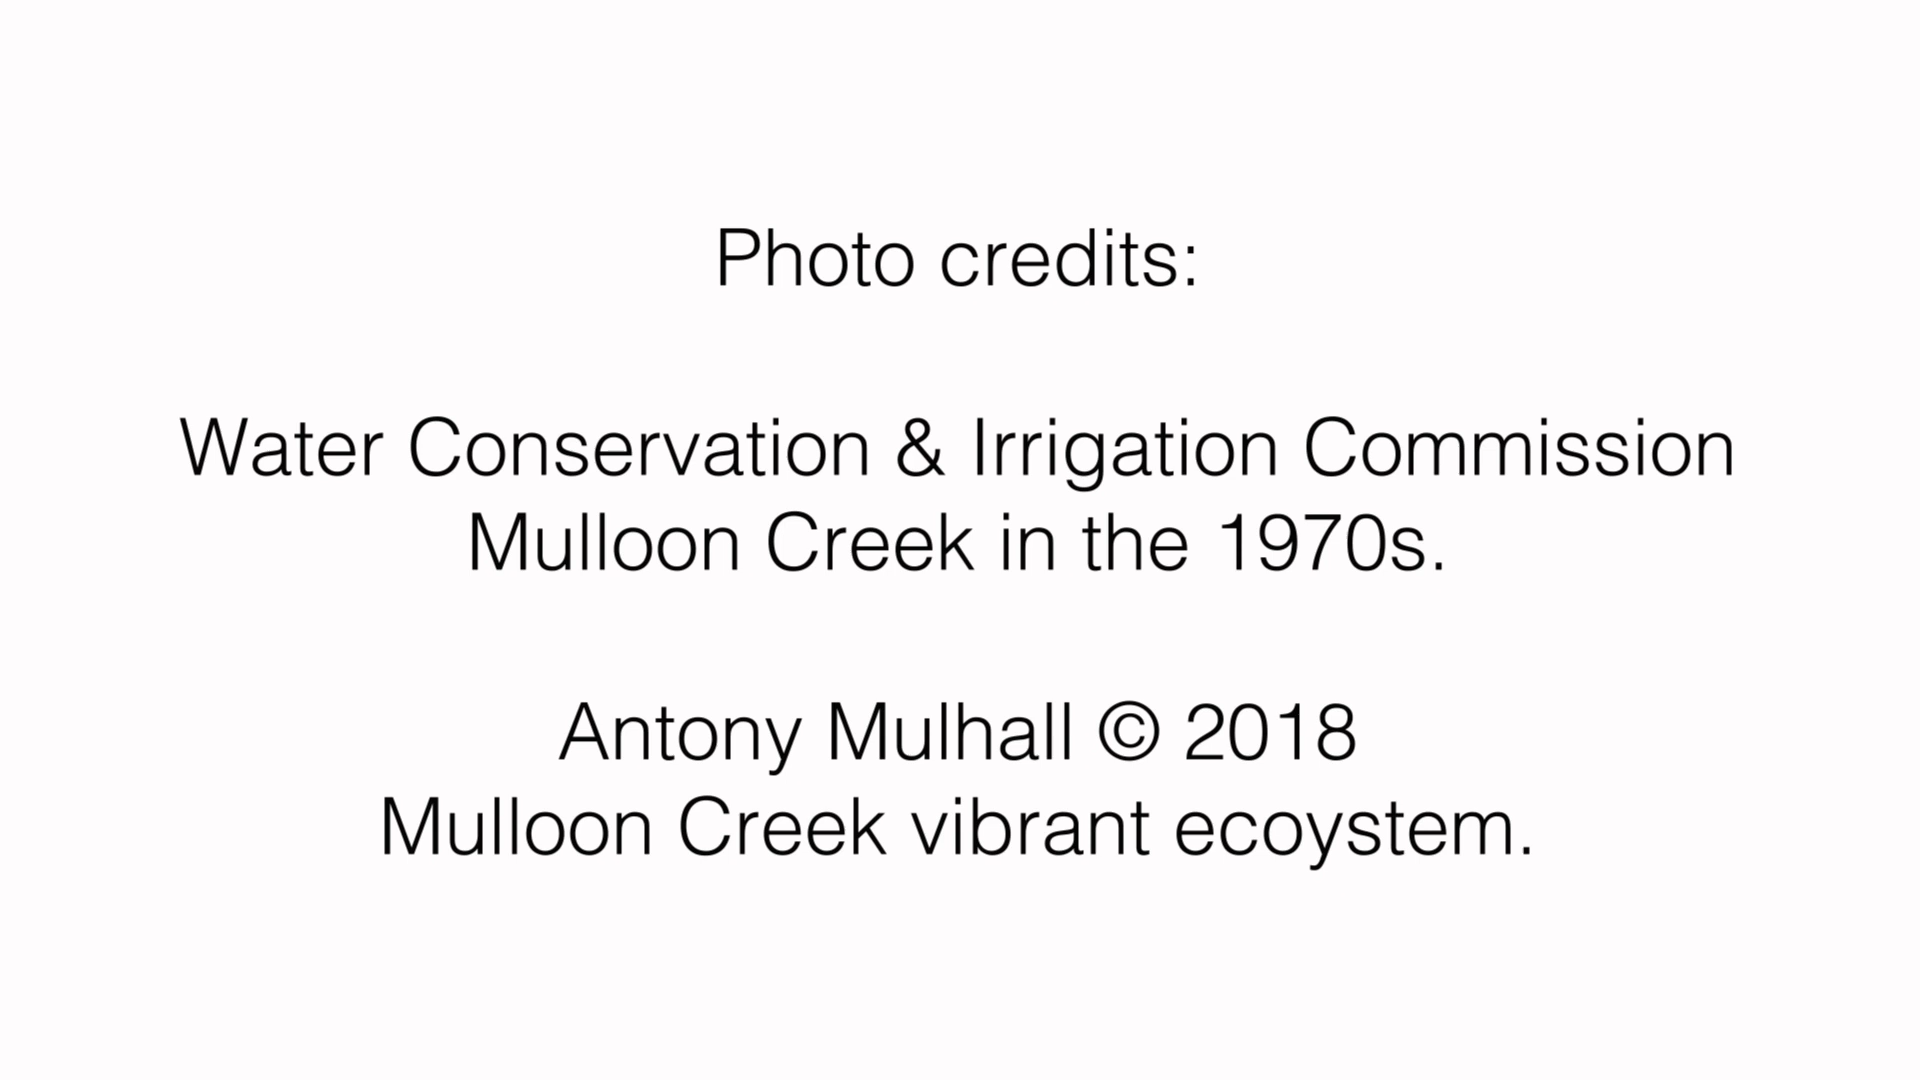 Photo credits:
Water Conservation & Irrigation Commission
Mulloon Creek in the 1970s.
Antony Mulhall © 2018
Mulloon Creek vibrant ecoystem.